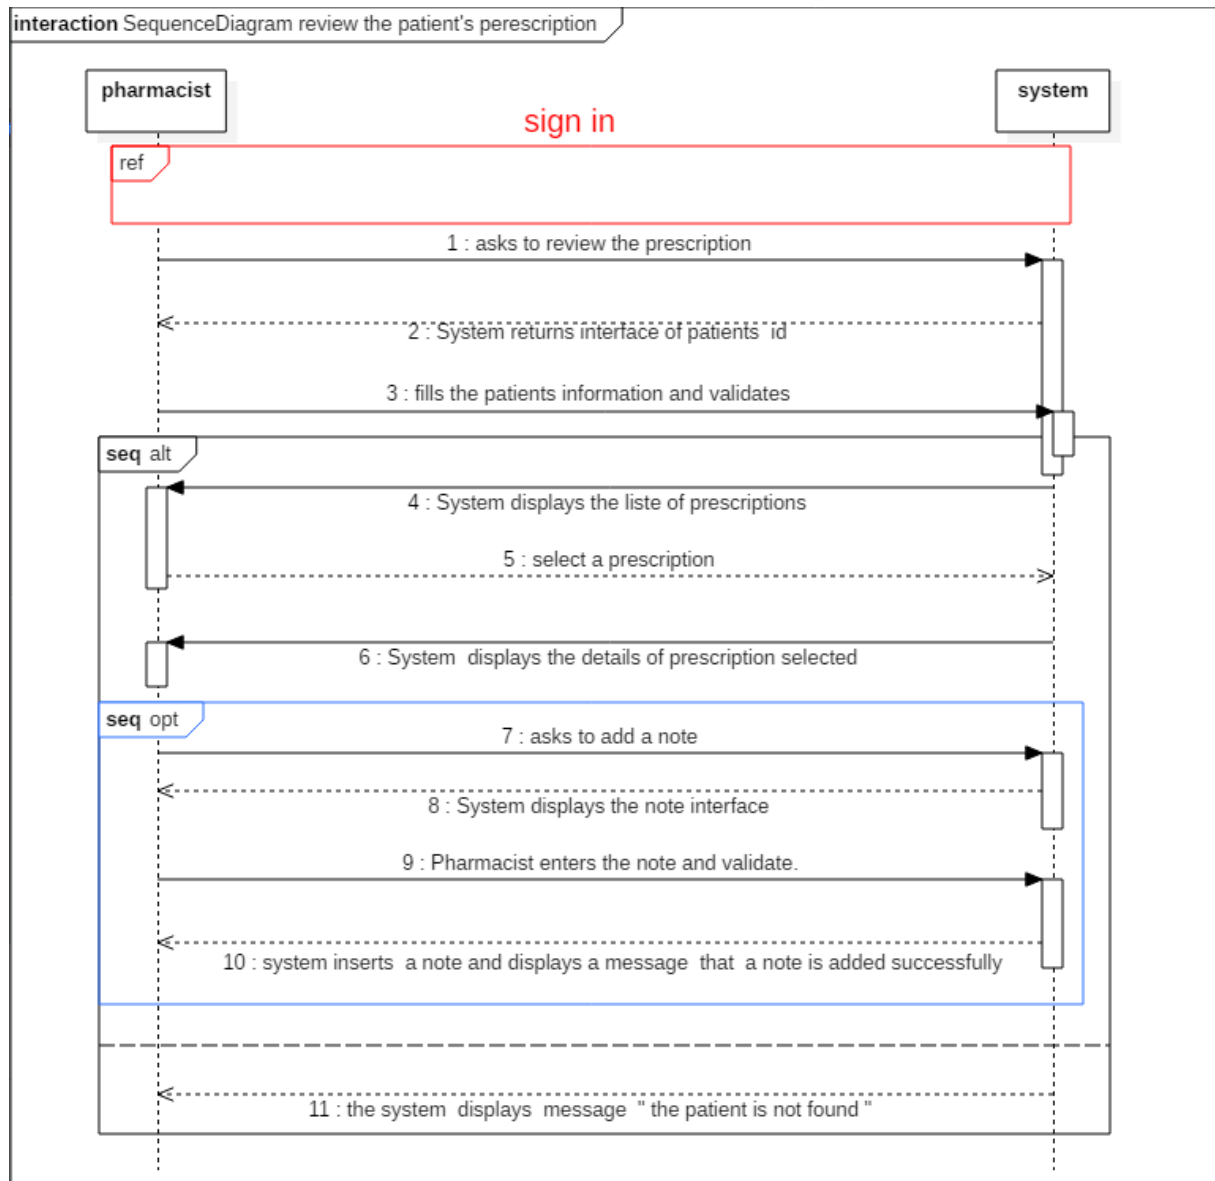 interaction SequenceDiagram review the patient's perescription
pharmacist
system
sign in
ref
1 : asks to review the prescription
2 : System returns interface of patients id
3 : fills the patients information and validates
seq alt
4 : System displays the liste of prescriptions
5 : select a prescription
6 : System displays the details of prescription selected
seq opt
7 : asks to add a note
8 : System displays the note interface
9 : Pharmacist enters the note and validate.
10 : system inserts a note and displays a message that a note is added successfully
11 : the system displays message " the patient is not found "